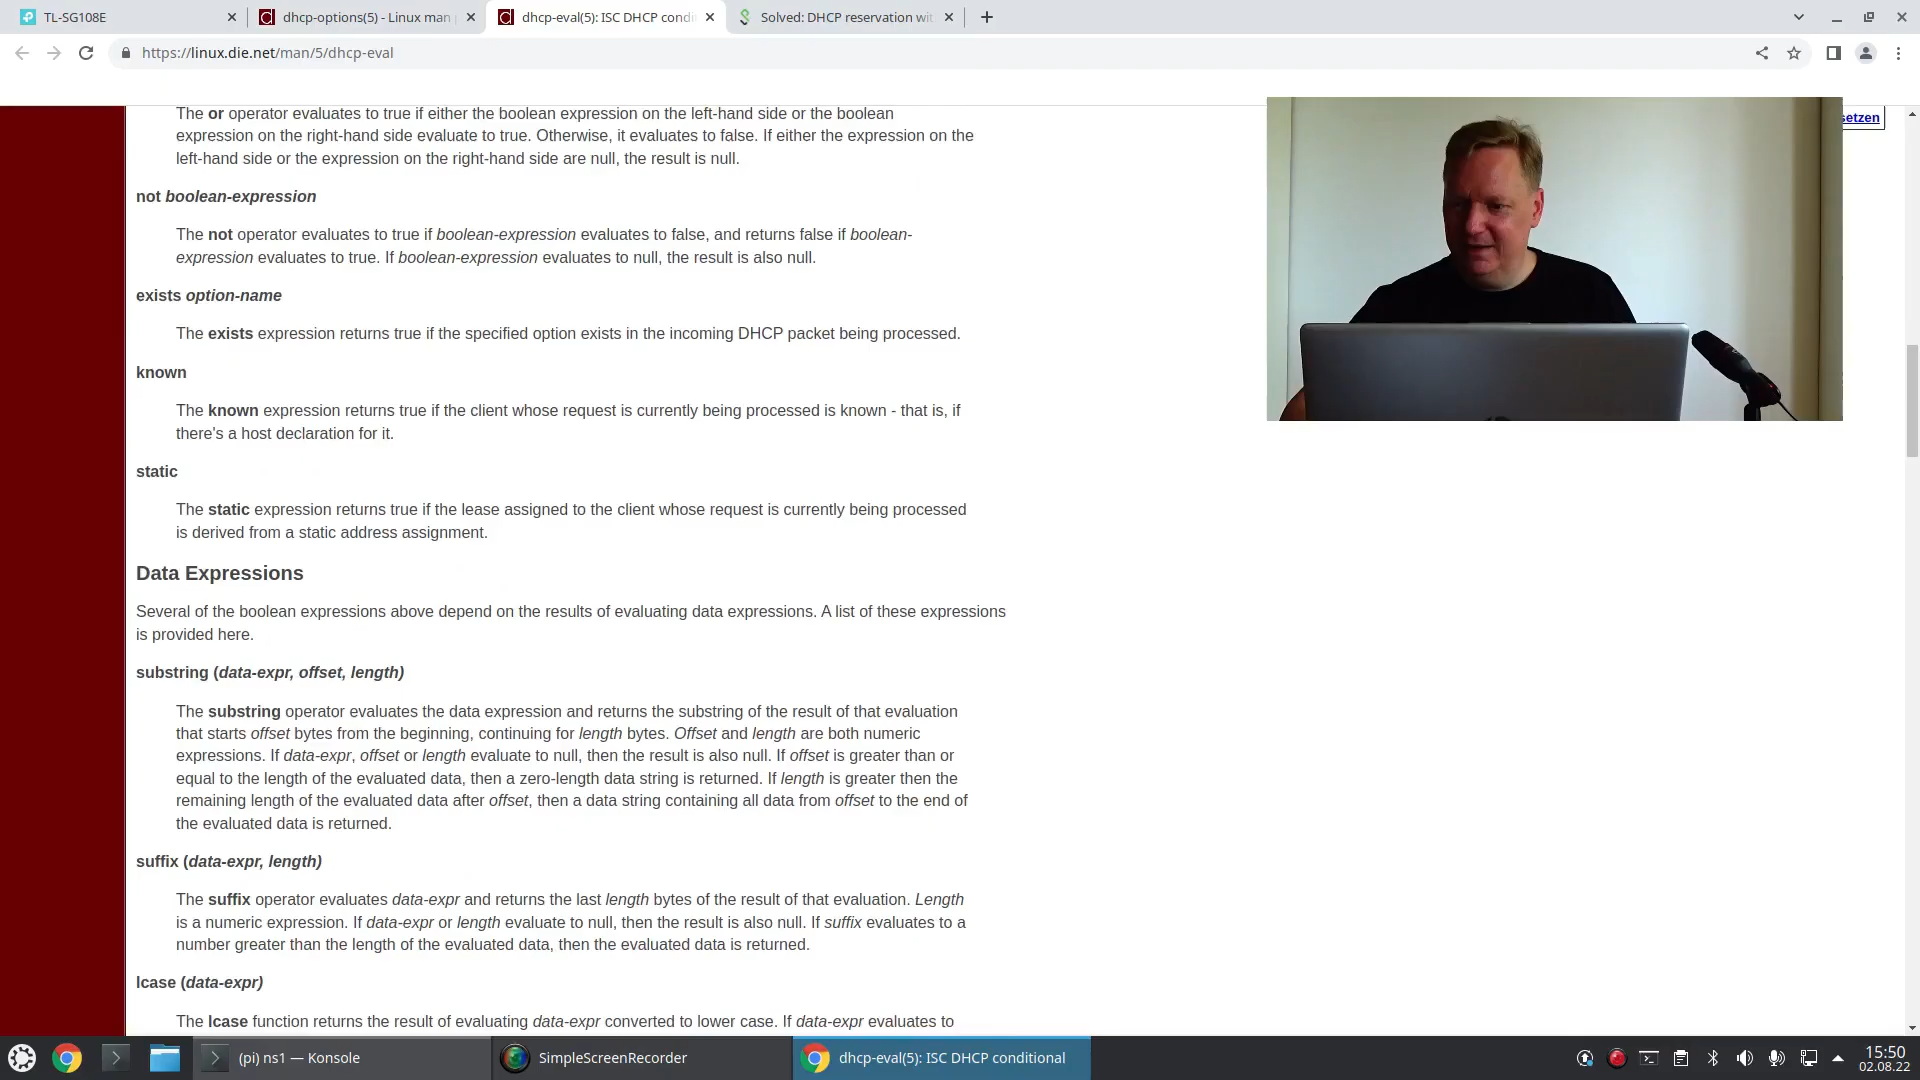 TL-SG108E
dhcp-options(5) - Linux man
dhcp-eval(5): ISC DHCP condi
Solved: DHCP reservation wit
https://linux.die.net/man/5/dhcp-eval
setzen
The or operator evaluates to true if either the boolean expression on the left-hand side or the boolean
expression on the right-hand side evaluate to true. Otherwise, it evaluates to false. If either the expression on the
left-hand side or the expression on the right-hand side are null, the result is null.
not boolean-expression
The not operator evaluates to true if boolean-expression evaluates to false, and returns false if boolean-
expression evaluates to true. If boolean-expression evaluates to null, the result is also null.
exists option-name
The exists expression returns true if the specified option exists in the incoming DHCP packet being processed.
known
The known expression returns true if the client whose request is currently being processed is known - that is, if
there's a host declaration for it.
static
The static expression returns true if the lease assigned to the client whose request is currently being processed
is derived from a static address assignment.
Data Expressions
Several of the boolean expressions above depend on the results of evaluating data expressions. A list of these expressions
is provided here.
substring (data-expr, offset, length)
The substring operator evaluates the data expression and returns the substring of the result of that evaluation
that starts offset bytes from the beginning, continuing for length bytes. Offset and length are both numeric
expressions. If data-expr, offset or length evaluate to null, then the result is also null. If offset is greater than or
equal to the length of the evaluated data, then a zero-length data string is returned. If length is greater then the
remaining length of the evaluated data after offset, then a data string containing all data from offset to the end of
the evaluated data is returned.
suffix (data-expr, length)
The suffix operator evaluates data-expr and returns the last length bytes of the result of that evaluation. Length
is a numeric expression. If data-expr or length evaluate to null, then the result is also null. If suffix evaluates to a
number greater than the length of the evaluated data, then the evaluated data is returned.
lcase (data-expr)
The lcase function returns the result of evaluating data-expr converted to lower case. If data-expr evaluates to
(pi) ns1 — Konsole
SimpleScreenRecorder
dhcp-eval(5): ISC DHCP conditional
15:50
02.08.22